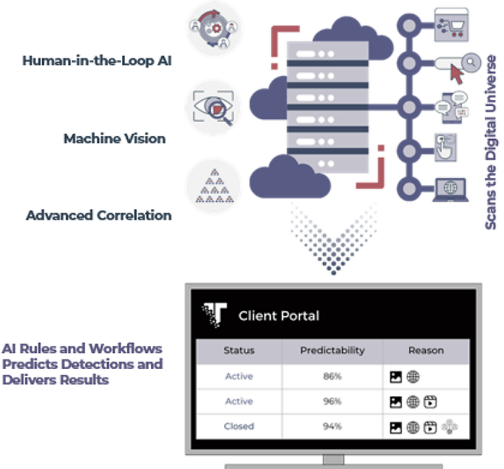 Human-in-the-Loop AI
Machine Vision
Advanced Correlation
Scans the Digital Universe
AI Rules and Workflows
Predicts Detections and
Delivers Results
Client Portal
Status Predictability Reason
Active 86%
Active 96%
Closed 94%